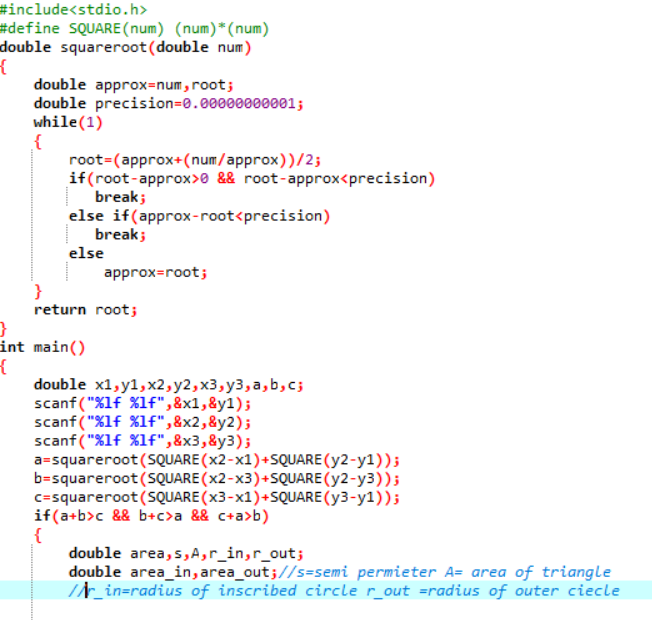 #include<stdio.h>
#define SQUARE(num) (num)*(num)
double squareroot(double num)
{
double approx=num,root;
double precision=0.00000000001;
while(1)
{
root=(approx+(num/approx))/2;
if(root-approx>0 && root-approx<precision)
break;
else if(approx-root<precision)
break;
else
approx=root;
}
return root;
}
int main()
{
double x1,y1,x2,y2,x3,y3,a,b,c;
scanf("%lf %lf",&x1,&y1);
scanf("%lf %lf",&x2,&y2);
scanf("%lf %lf",&x3,&y3);
a=squareroot(SQUARE(x2-x1)+SQUARE(y2-y1));
b=squareroot(SQUARE(x2-x3)+SQUARE(y2-y3));
c=squareroot(SQUARE(x3-x1)+SQUARE(y3-y1));
if(a+b>c && b+c>a && c+a>b)
{
double area,s,A,r_in,r_out;
double area_in,area_out;//s=semi permieter A= area of triangle
//r_in=radius of inscribed circle r_out =radius of outer ciecle